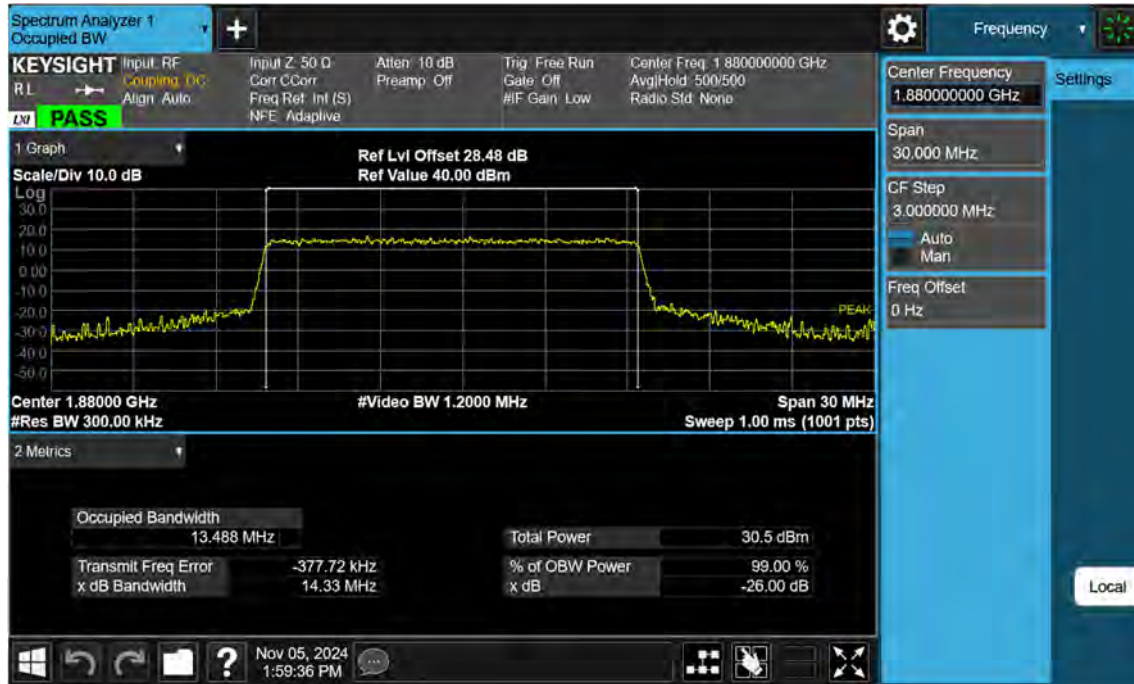 Spectrum Analyzer 1
Occupied BW
+
Frequency
KEYSIGHT
RL
LXI
PASS
Input: RF
Coupling: DC
Align: Auto
Input Z: 50 Ω
Corr CCorr
Freq Ref: Int (S)
NFE: Adaptive
Atten: 10 dB
Preamp: Off
Trig: Free Run
Gate: Off
#IF Gain: Low
Center Freq: 1.880000000 GHz
Avg|Hold: 500/500
Radio Std: None
1 Graph
Scale/Div 10.0 dB
Ref Lvl Offset 28.48 dB
Ref Value 40.00 dBm
Log
30.0
20.0
10.0
0.00
-10.0
-20.0
-30.0
-40.0
-50.0
PEAK
Center 1.88000 GHz
#Video BW 1.2000 MHz
Span 30 MHz
#Res BW 300.00 kHz
Sweep 1.00 ms (1001 pts)
2 Metrics
Occupied Bandwidth
13.488 MHz
Total Power 30.5 dBm
Transmit Freq Error -377.72 kHz
% of OBW Power 99.00 %
x dB Bandwidth 14.33 MHz
x dB -26.00 dB
Center Frequency
1.880000000 GHz
Settings
Span
30.000 MHz
CF Step
3.000000 MHz
Auto
Man
Freq Offset
0 Hz
Local
?
Nov 05, 2024
1:59:36 PM